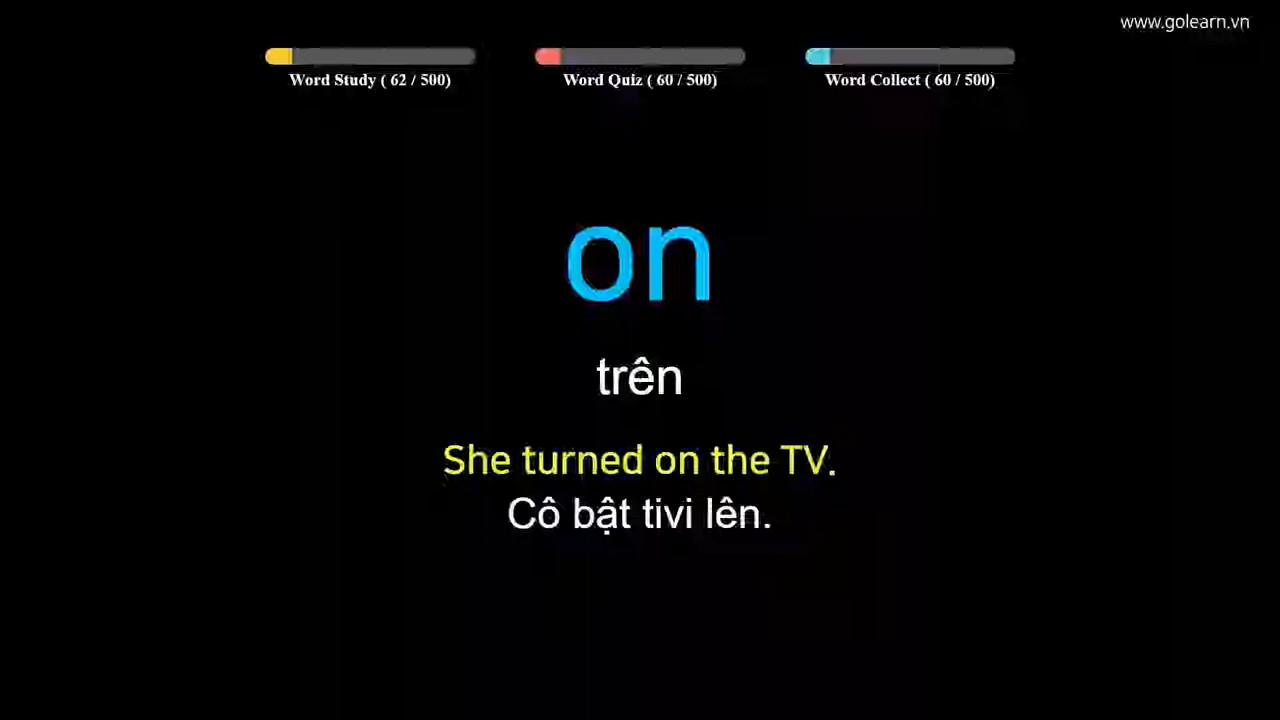 www.golearn.vn
Word Study ( 62 / 500)
Word Quiz ( 60 / 500)
Word Collect ( 60 / 500)
on
trên
She turned on the TV.
Cô bật tivi lên.